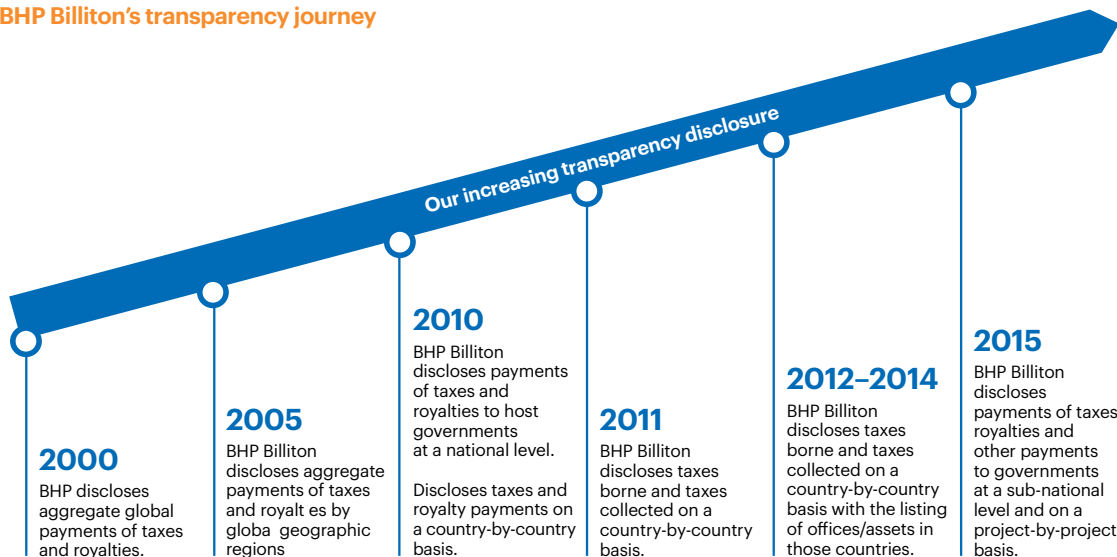 BHP Billiton's transparency journey
Our increasing transparency disclosure
2000
BHP discloses
aggregate global
payments of taxes
and royalties.
2005
BHP Billiton
discloses aggregate
payments of taxes
and royalt es by
globa geographic
regions
2010
BHP Billiton
discloses payments
of taxes and
royalties to host
governments
at a national level.
Discloses taxes and
royalty payments on
a country-by-country
basis.
2011
BHP Billiton
discloses taxes
borne and taxes
collected on a
country-by-country
basis.
2012–2014
BHP Billiton
discloses taxes
borne and taxes
collected on a
country-by-country
basis with the listing
of offices/assets in
those countries.
2015
BHP Billiton
discloses
payments of taxes
royalties and
other payments
to governments
at a sub-national
level and on a
project-by-project
basis.